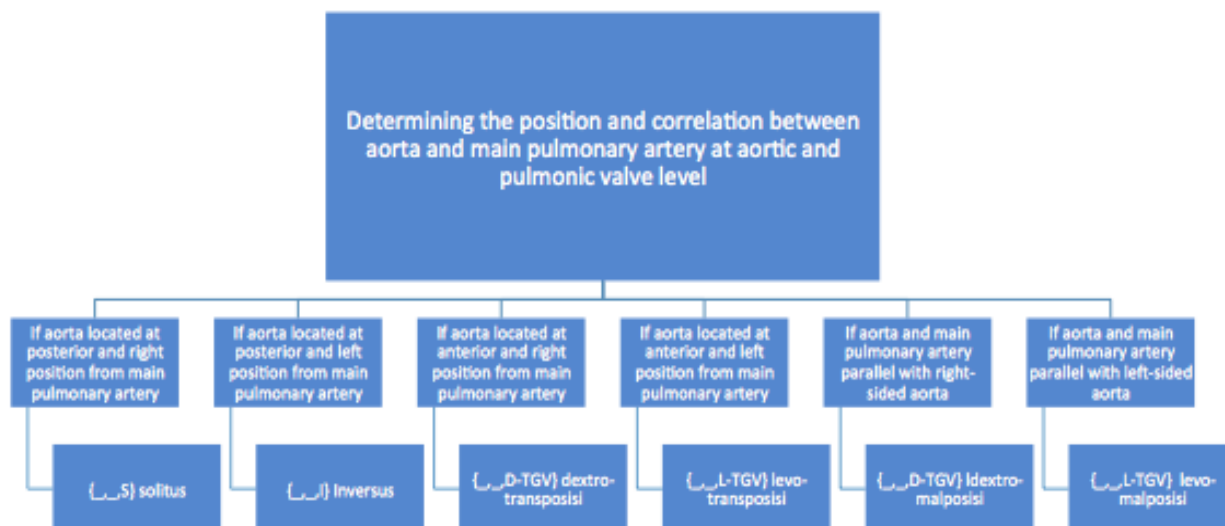 Determining the position and correlation between
aorta and main pulmonary artery at aortic and
pulmonic valve level
If aorta located at
posterior and right
position from main
pulmonary artery
If aorta located at
posterior and left
position from main
pulmonary artery
If aorta located at
anterior and right
position from main
pulmonary artery
If aorta located at
anterior and left
position from main
pulmonary artery
If aorta and main
pulmonary artery
parallel with right-
sided aorta
If aorta and main
pulmonary artery
parallel with left-sided
aorta
{_,_,S} solitus
{_,_,I} Inversus
{_,_,D-TGV} dextro-
transposisi
{_,_,L-TGV} levo-
transposisi
{_,_,D-TGV} ldextro-
malposisi
{_,_,L-TGV} levo-
malposisi